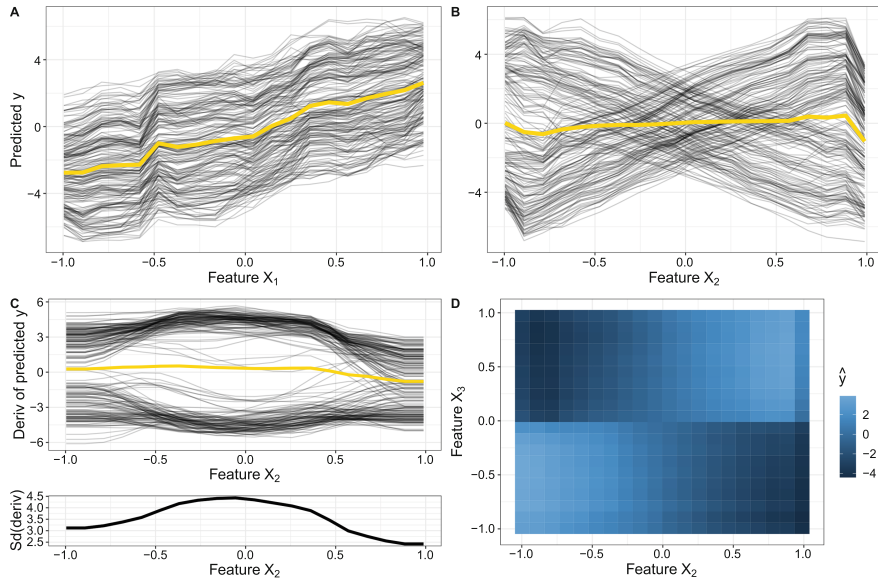 A
Predicted y
4
0
−4
−1.0 −0.5 0.0 0.5 1.0
Feature X1
B
4
0
−4
−1.0 −0.5 0.0 0.5 1.0
Feature X2
C
Deriv of predicted y
6
3
0
−3
−6
−1.0 −0.5 0.0 0.5 1.0
Feature X2
Sd(deriv)
4.5
4.0
3.5
3.0
2.5
−1.0 −0.5 0.0 0.5 1.0
Feature X2
D
Feature X3
1.0
0.5
0.0
−0.5
−1.0
−1.0 −0.5 0.0 0.5 1.0
Feature X2
ŷ
2
0
−2
−4